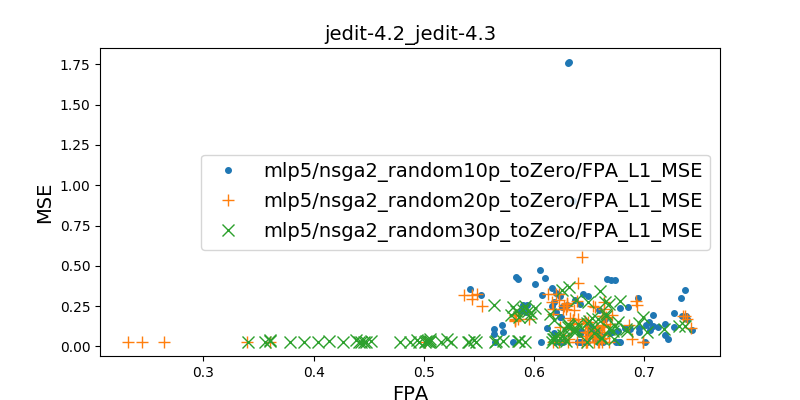 jedit-4.2_jedit-4.3
1.75
1.50
1.25
1.00
0.75
0.50
0.25
0.00
MSE
mlp5/nsga2_random10p_toZero/FPA_L1_MSE
mlp5/nsga2_random20p_toZero/FPA_L1_MSE
mlp5/nsga2_random30p_toZero/FPA_L1_MSE
0.3 0.4 0.5 0.6 0.7
FPA